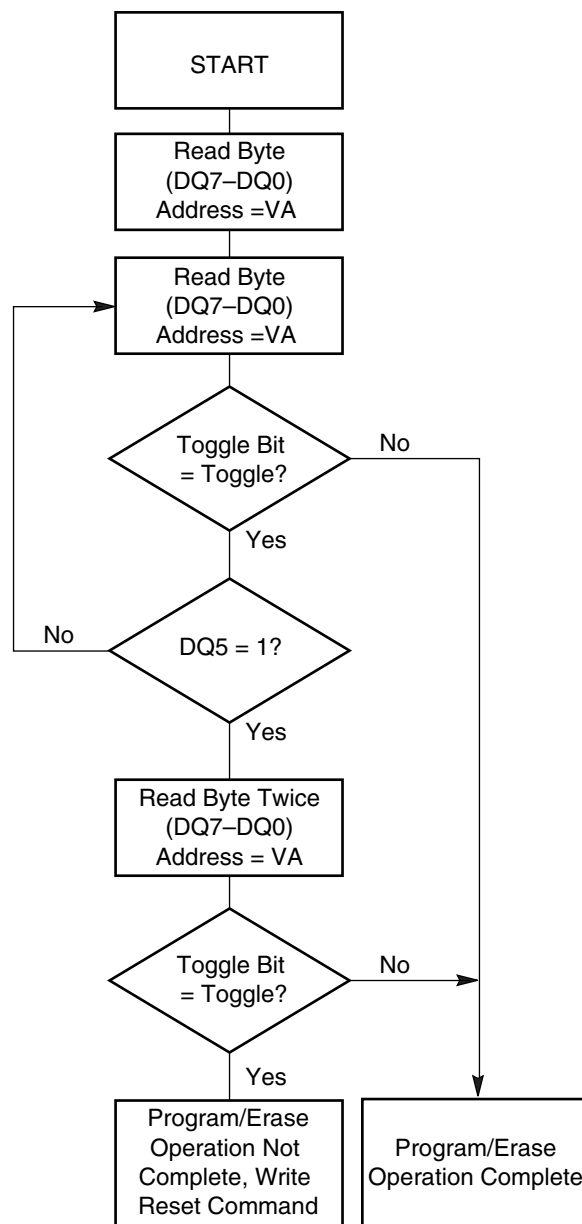 START
Read Byte
(DQ7–DQ0)
Address =VA
Read Byte
(DQ7–DQ0)
Address =VA
Toggle Bit
= Toggle?
No
Yes
No
DQ5 = 1?
Yes
Read Byte Twice
(DQ7–DQ0)
Address = VA
Toggle Bit
= Toggle?
No
Yes
Program/Erase
Operation Not
Complete, Write
Reset Command
Program/Erase
Operation Complete